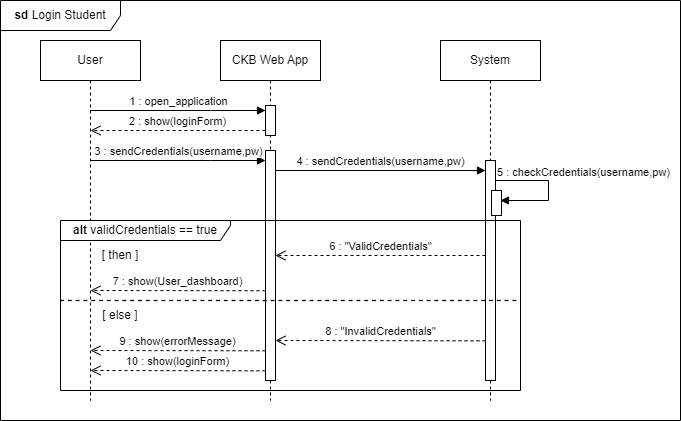 sd Login Student
User
CKB Web App
System
1 : open_application
2 : show(loginForm)
3 : sendCredentials(username,pw)
4 : sendCredentials(username,pw)
5 : checkCredentials(username,pw)
alt validCredentials == true
[ then ]
6 : "ValidCredentials"
7 : show(User_dashboard)
[ else ]
8 : "InvalidCredentials"
9 : show(errorMessage)
10 : show(loginForm)